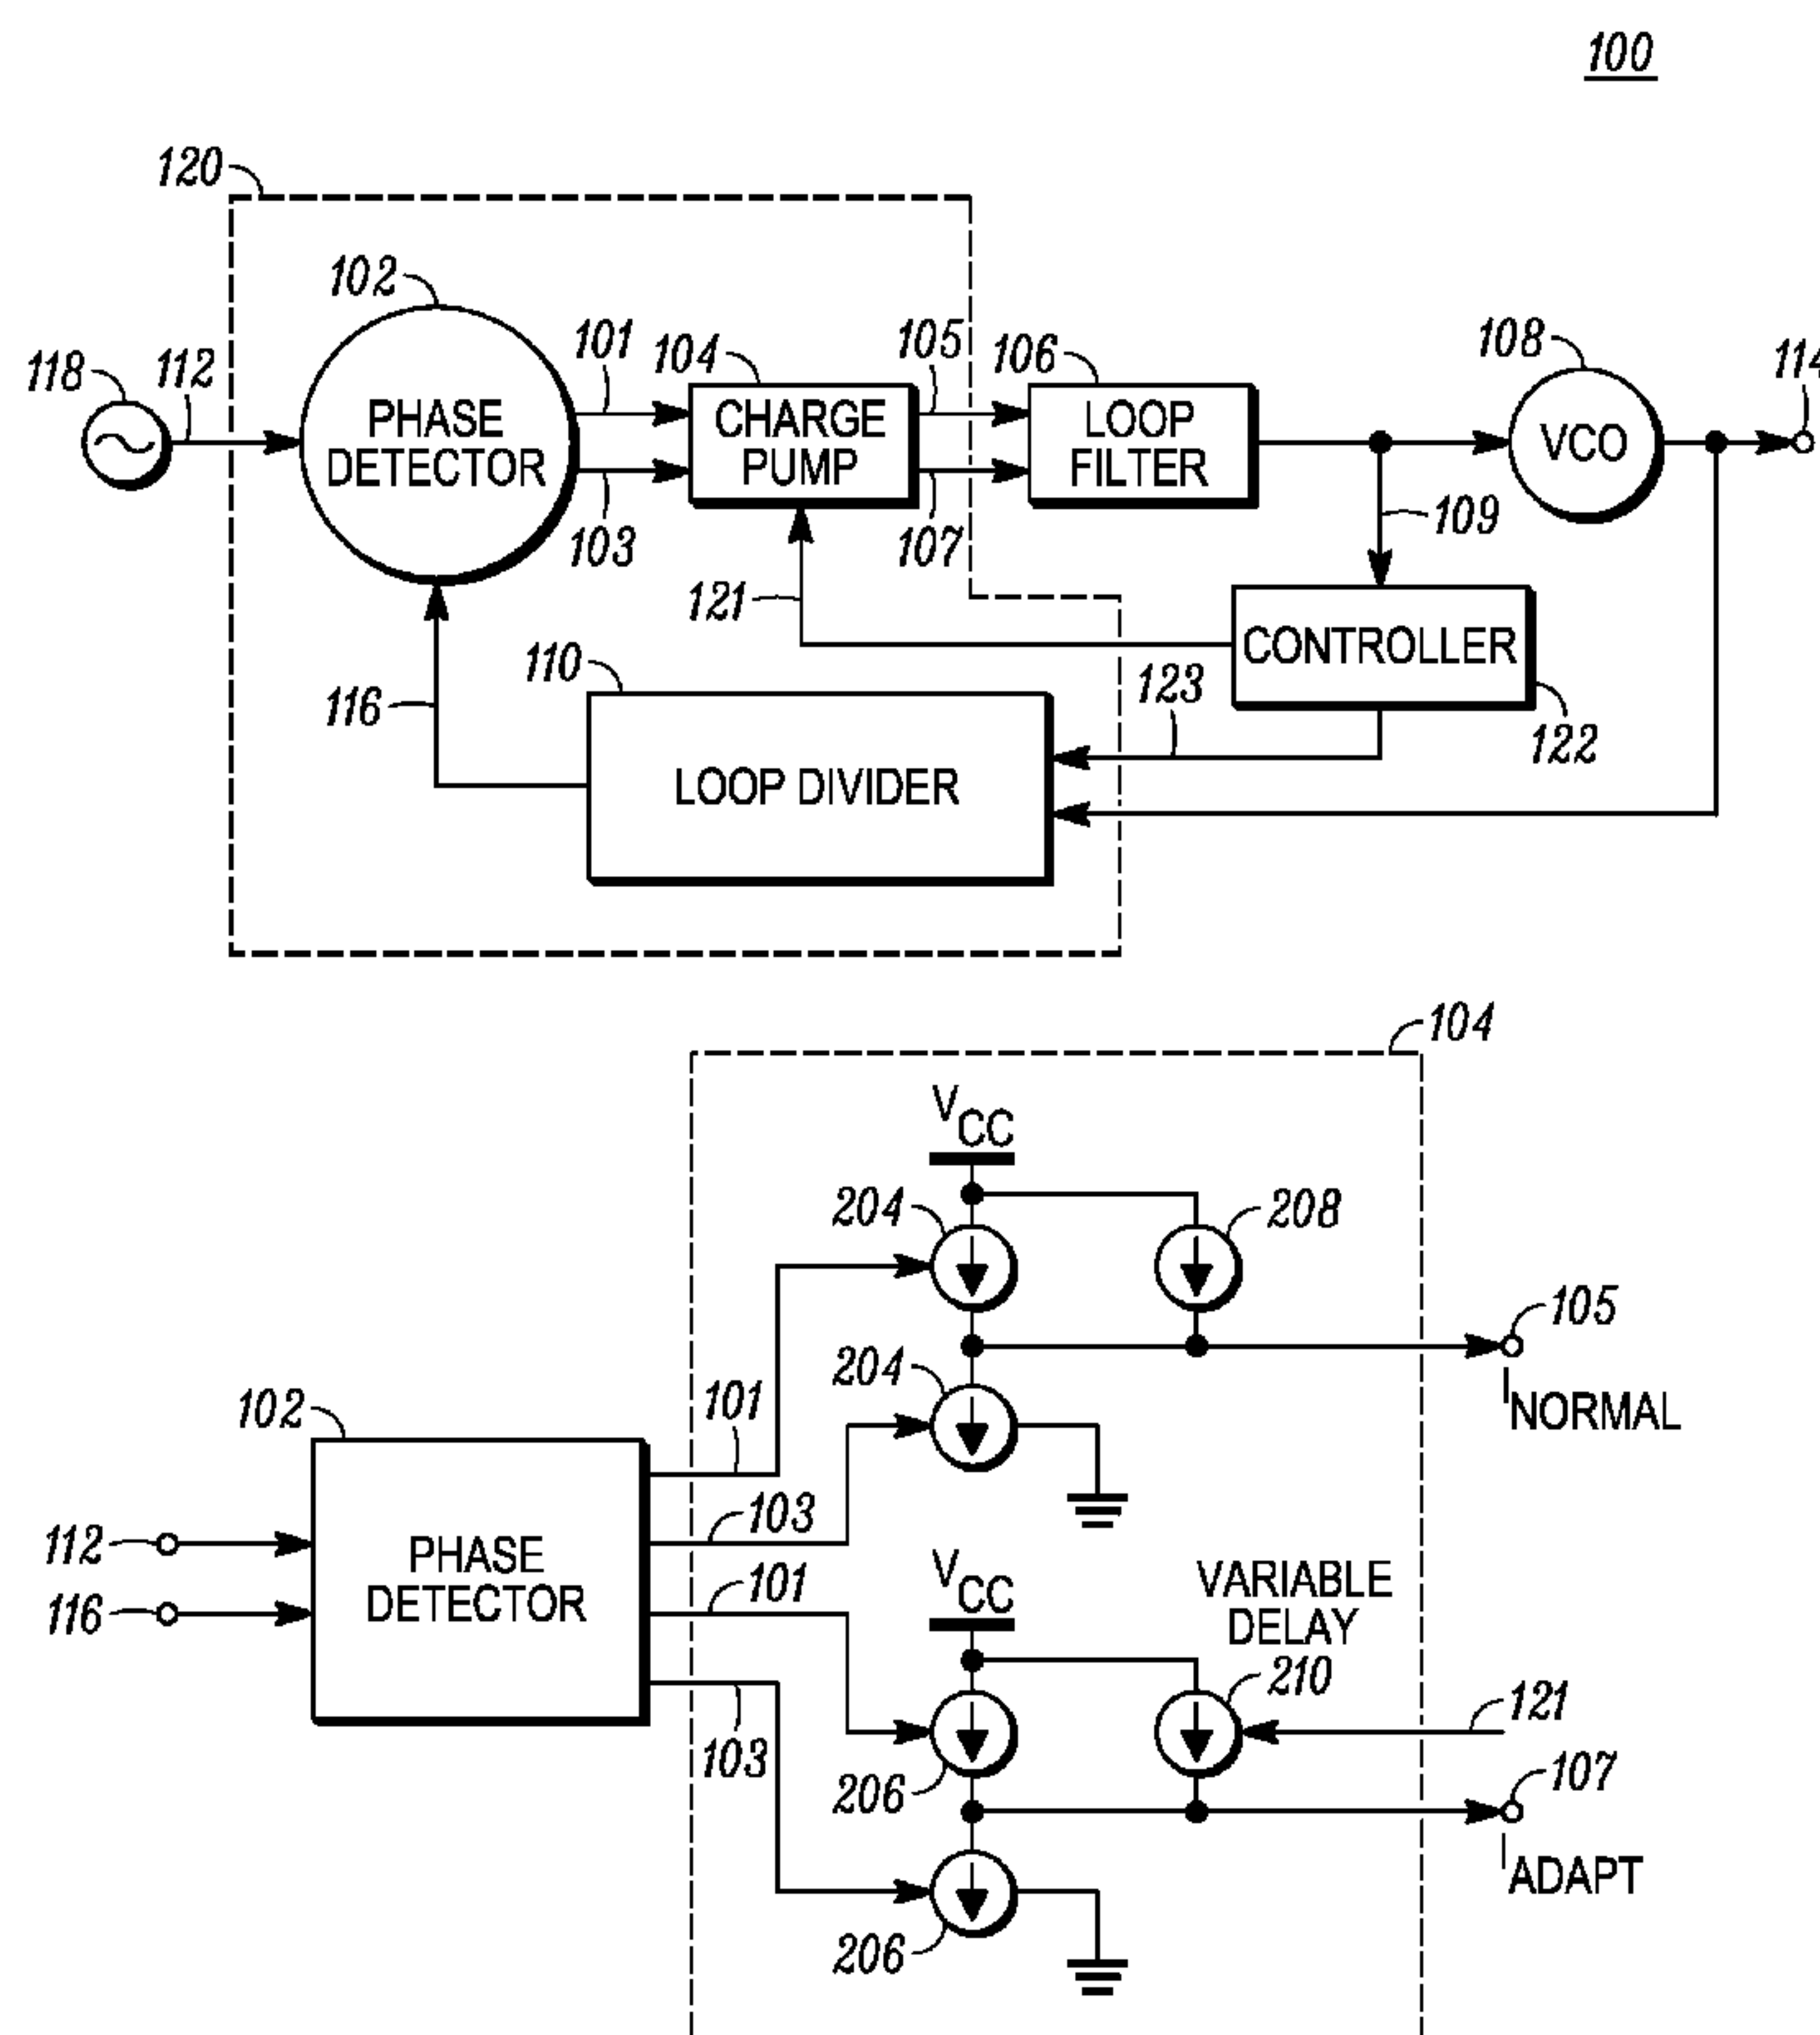 100
120
102
118
112
101
104
105
106
108
114
PHASE
DETECTOR
CHARGE
PUMP
LOOP
FILTER
VCO
103
107
109
121
CONTROLLER
110
116
123
122
LOOP DIVIDER
104
VCC
204
208
204
105
INORMAL
102
101
103
112
116
PHASE
DETECTOR
101
103
VCC
VARIABLE
DELAY
210
121
206
107
IADAPT
206